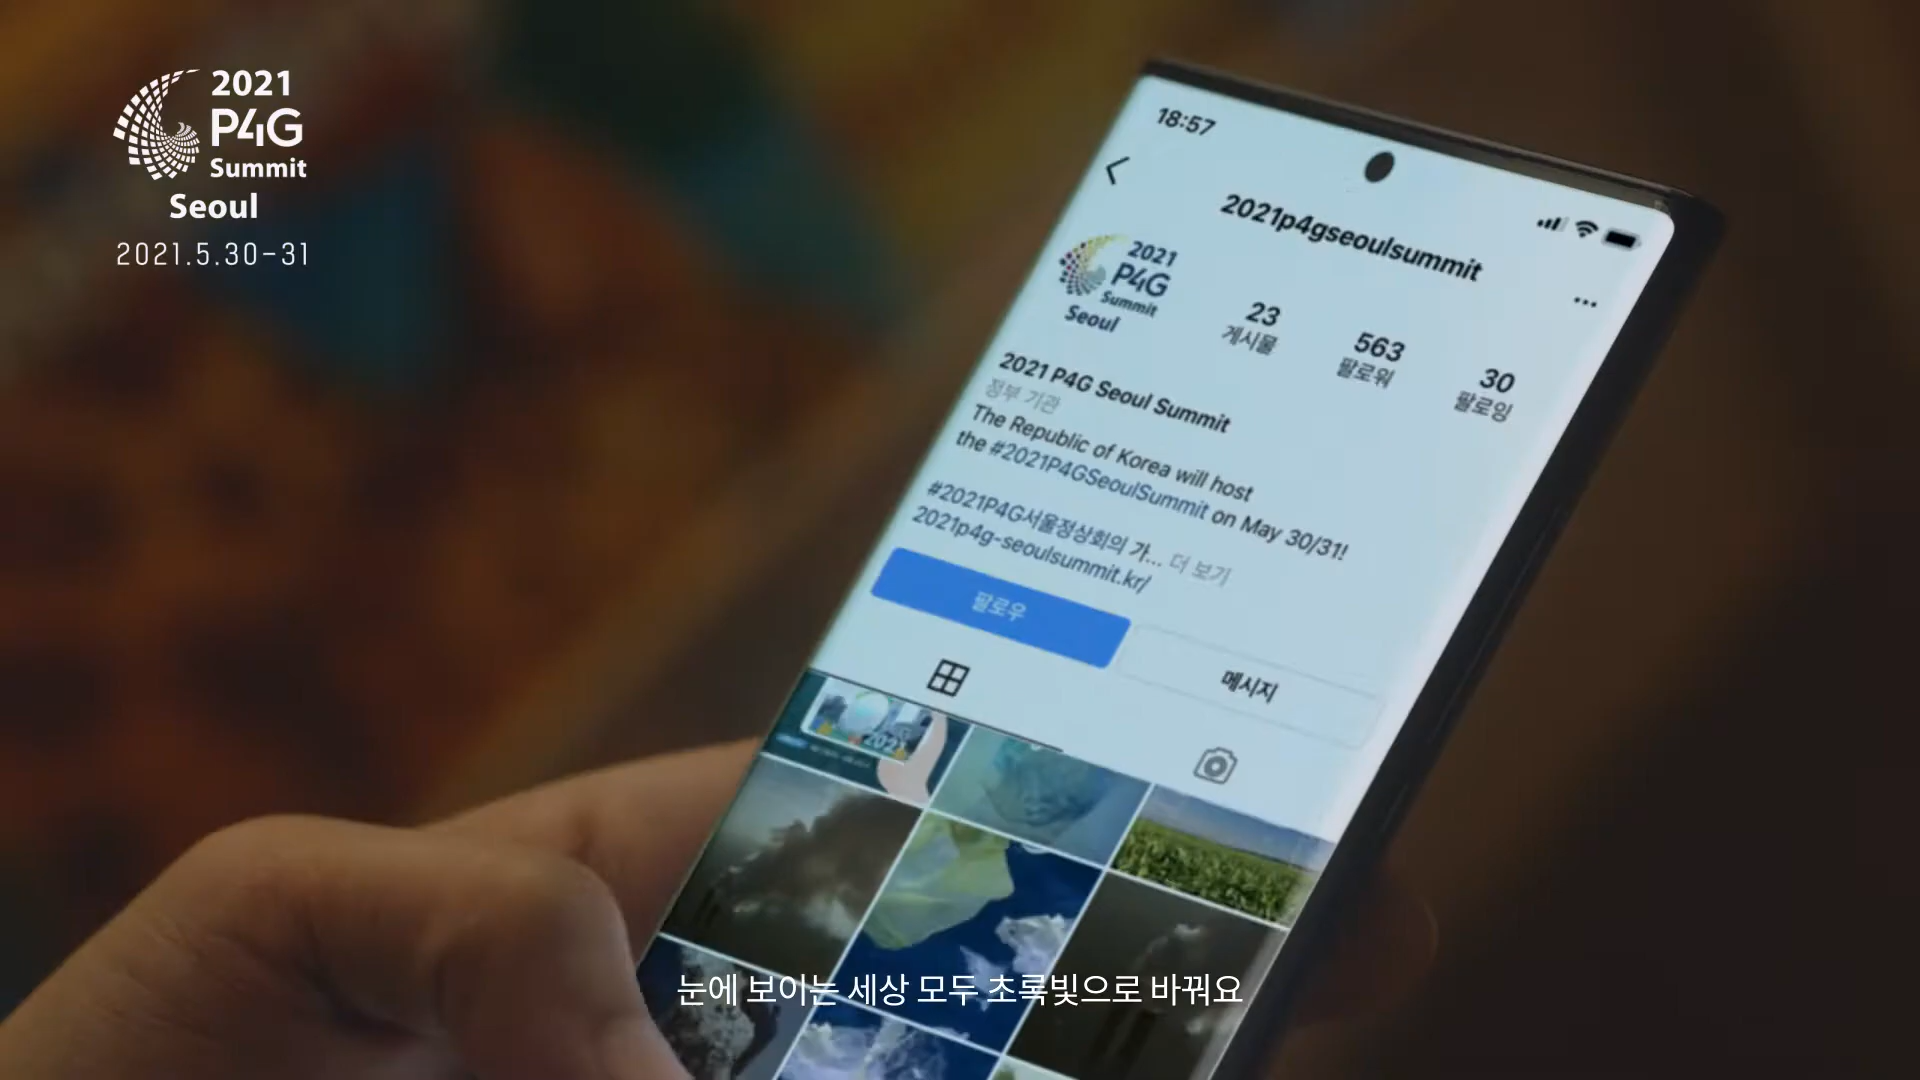 2021
P4G
Summit
Seoul
2021.5.30-31
18:57
2021p4gseoulsummit
2021
P4G
Summit
Seoul
23
게시물
563
팔로워
30
팔로잉
2021 P4G Seoul Summit
정부 기관
The Republic of Korea will host
the #2021P4GSeoulSummit on May 30/31!
#2021P4G서울정상회의 가... 더 보기
2021p4g-seoulsummit.kr/
팔로우
메시지
2021
눈에 보이는 세상 모두 초록빛으로 바꿔요